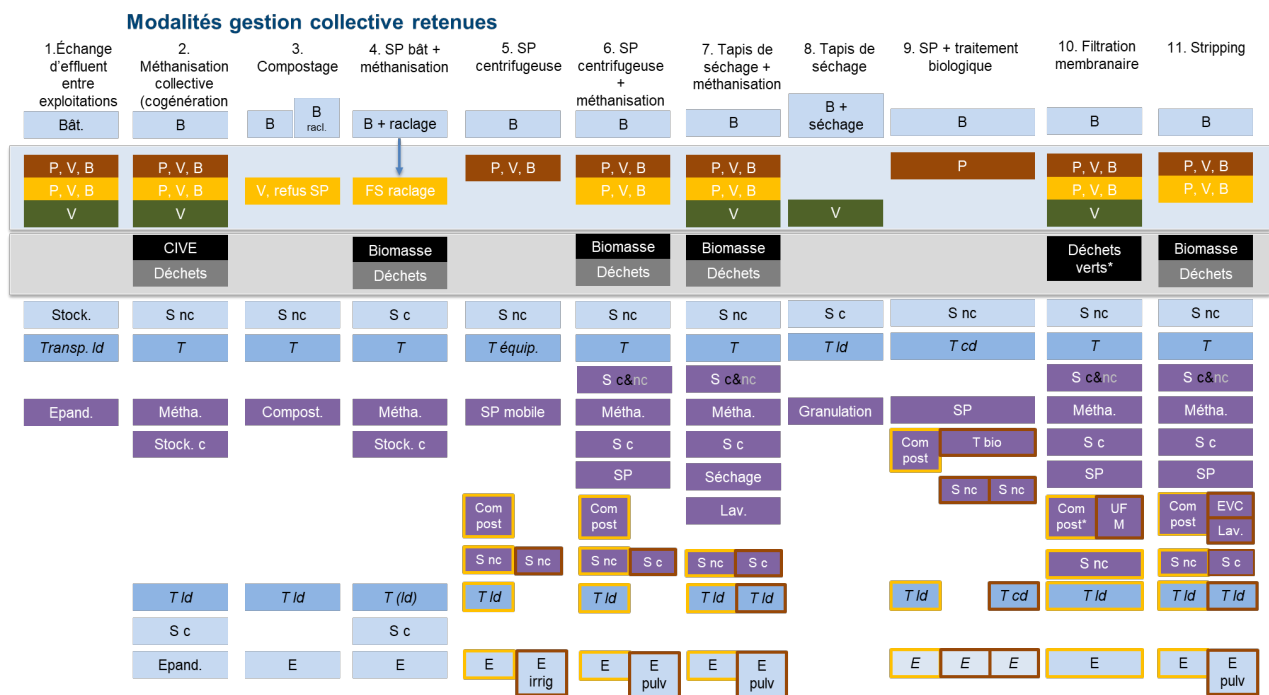 Modalités gestion collective retenues
1.Échange
d'effluent
entre
exploitations
2.
Méthanisation
collective
(cogénération
3.
Compostage
4. SP bât +
méthanisation
5. SP
centrifugeuse
6. SP
centrifugeuse
+
méthanisation
7. Tapis de
séchage +
méthanisation
8. Tapis de
séchage
9. SP + traitement
biologique
10. Filtration
membranaire
11. Stripping
Bât.
B
B
B
racl.
B + raclage
B
B
B
B +
séchage
B
B
B
P, V, B
P, V, B
P, V, B
P, V, B
P, V, B
P
P, V, B
P, V, B
P, V, B
P, V, B
V, refus SP
FS raclage
P, V, B
P, V, B
P, V, B
P, V, B
V
V
V
V
V
CIVE
Biomasse
Biomasse
Biomasse
Déchets
verts*
Biomasse
Déchets
Déchets
Déchets
Déchets
Déchets
Stock.
S nc
S nc
S c
S nc
S nc
S nc
S c
S nc
S nc
S nc
Transp. ld
T
T
T
T équip.
T
T
T ld
T cd
T
T
S c&nc
S c&nc
S c&nc
S c&nc
Epand.
Métha.
Compost.
Métha.
SP mobile
Métha.
Métha.
Granulation
SP
Métha.
Métha.
Stock. c
Stock. c
S c
S c
Com
post
T bio
S c
S c
SP
Séchage
S nc
S nc
SP
SP
Com
post
Com
post
Lav.
Com
post*
UF
M
Com
post
EVC
Lav.
S nc
S nc
S nc
S c
S nc
S c
S nc
S nc
S c
T ld
T ld
T (ld)
T ld
T ld
T ld
T ld
T ld
T cd
T ld
T ld
T ld
S c
S c
Epand.
E
E
E
E
irrig
E
E
pulv
E
E
pulv
E
E
E
E
E
E
pulv